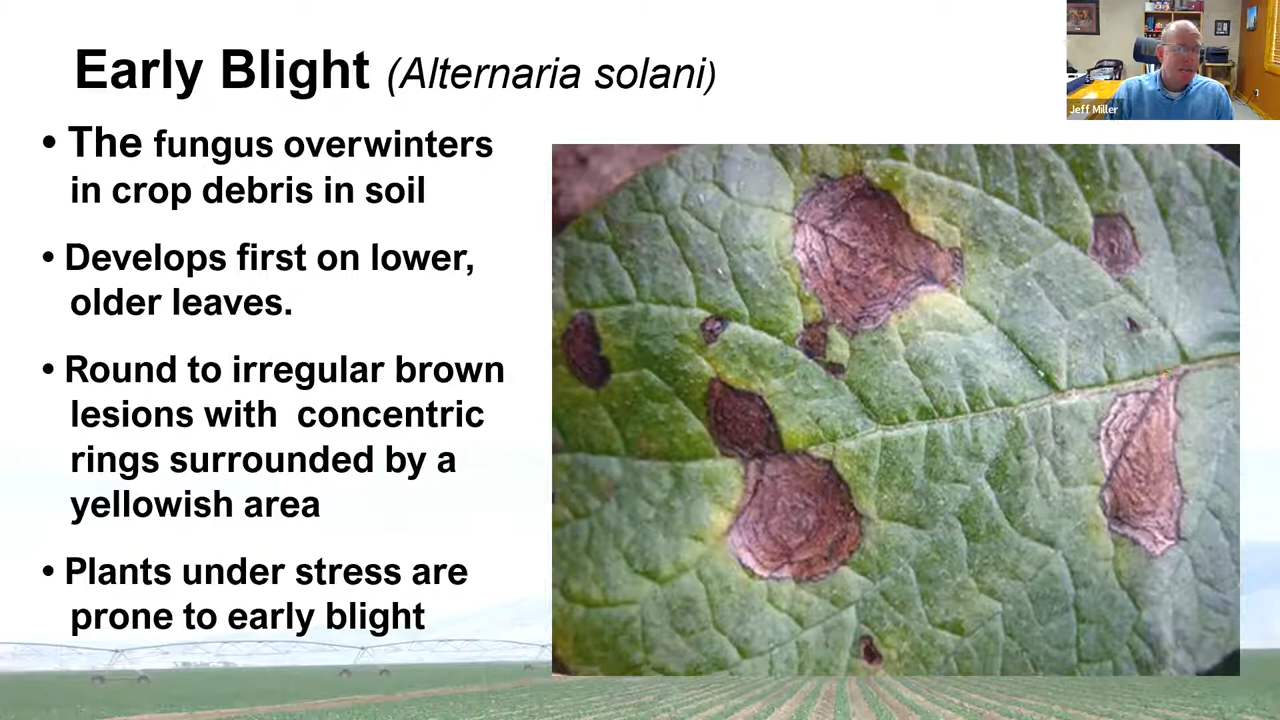 Early Blight (Alternaria solani)
Jeff Miller
• The fungus overwinters
in crop debris in soil
• Develops first on lower,
older leaves.
• Round to irregular brown
lesions with concentric
rings surrounded by a
yellowish area
• Plants under stress are
prone to early blight